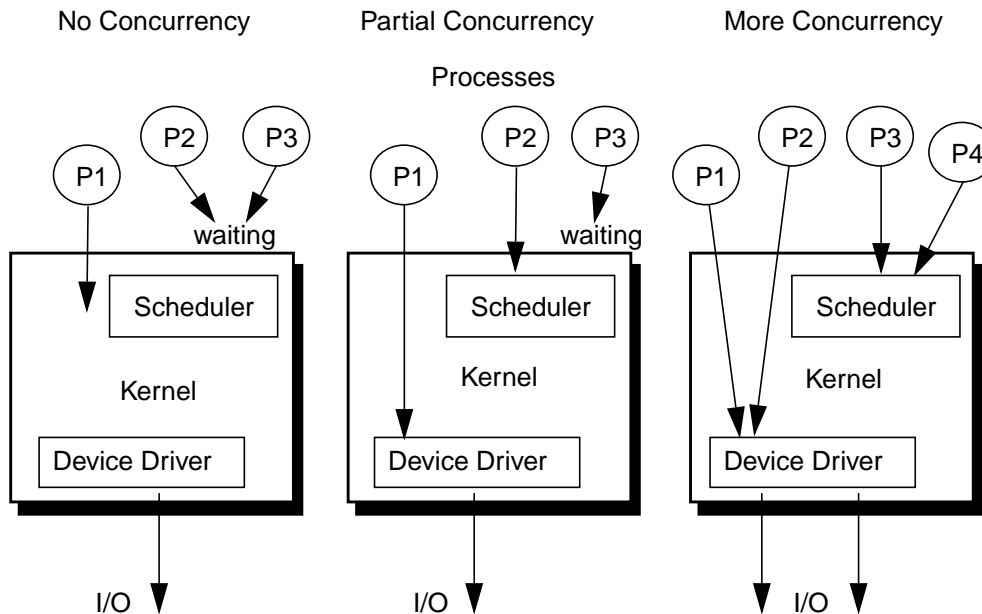 No Concurrency
Partial Concurrency
More Concurrency
Processes
P1
P2
P3
waiting
Scheduler
Kernel
Device Driver
I/O
P1
P2
P3
waiting
Scheduler
Kernel
Device Driver
I/O
P1
P2
P3
P4
Scheduler
Kernel
Device Driver
I/O